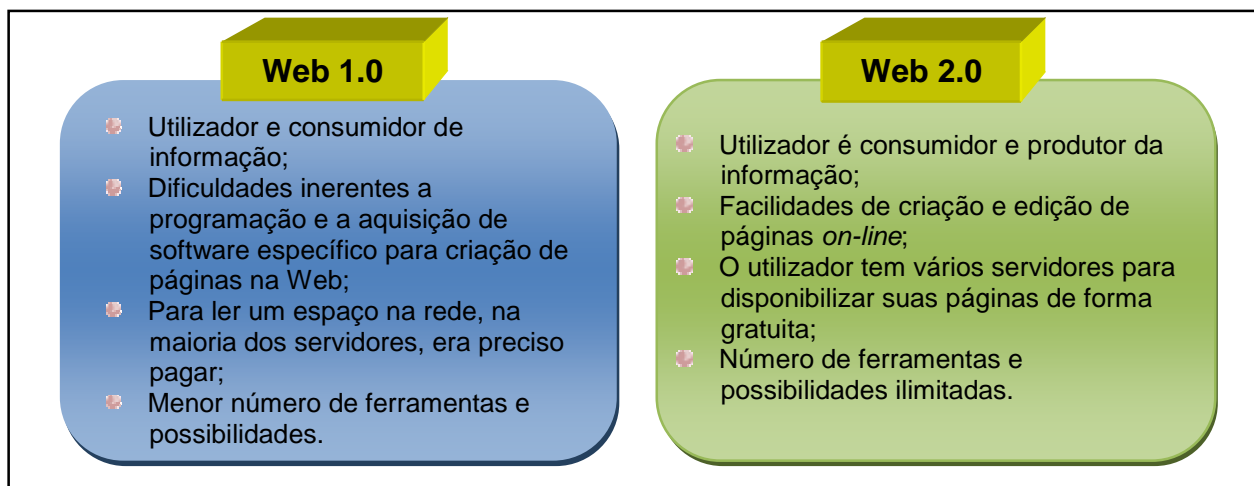 Web 1.0
Utilizador e consumidor de
informação;
Dificuldades inerentes a
programação e a aquisição de
software específico para criação de
páginas na Web;
Para ler um espaço na rede, na
maioria dos servidores, era preciso
pagar;
Menor número de ferramentas e
possibilidades.
Web 2.0
Utilizador é consumidor e produtor da
informação;
Facilidades de criação e edição de
páginas on-line;
O utilizador tem vários servidores para
disponibilizar suas páginas de forma
gratuita;
Número de ferramentas e
possibilidades ilimitadas.